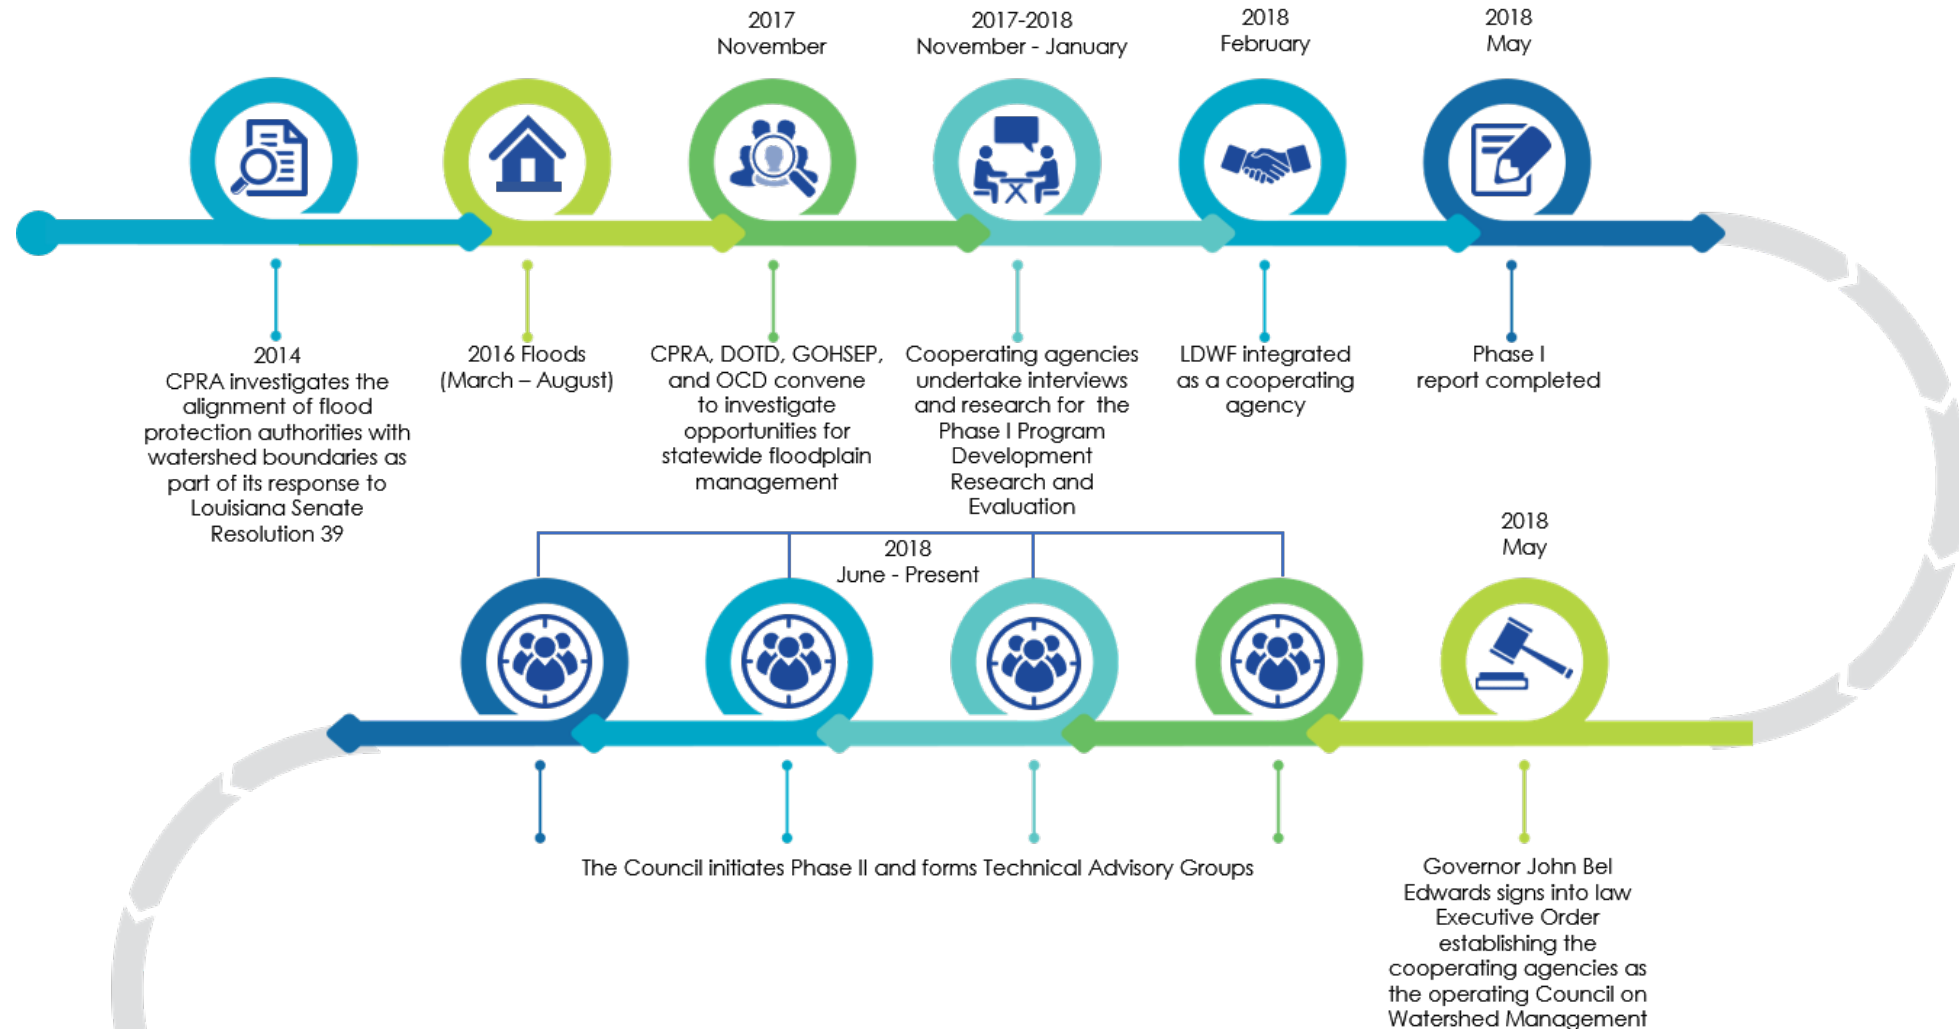 2014
CPRA investigates the
alignment of flood
protection authorities with
watershed boundaries as
part of its response to
Louisiana Senate
Resolution 39
2016 Floods
(March – August)
2017
November
CPRA, DOTD, GOHSEP,
and OCD convene
to investigate
opportunities for
statewide floodplain
management
2017-2018
November - January
Cooperating agencies
undertake interviews
and research for the
Phase I Program
Development
Research and
Evaluation
2018
February
LDWF integrated
as a cooperating
agency
2018
May
Phase I
report completed
2018
May
Governor John Bel
Edwards signs into law
Executive Order
establishing the
cooperating agencies as
the operating Council on
Watershed Management
2018
June - Present
The Council initiates Phase II and forms Technical Advisory Groups